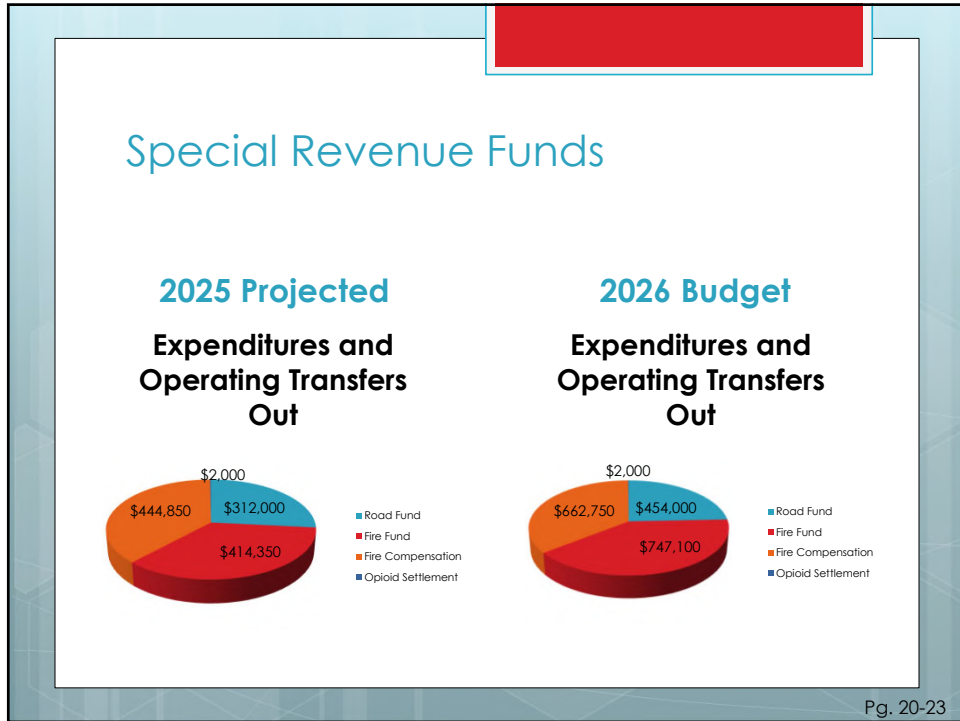 Special Revenue Funds
2025 Projected
Expenditures and
Operating Transfers
Out
$2,000
$444,850
$312,000
$414,350
Road Fund
Fire Fund
Fire Compensation
Opioid Settlement
2026 Budget
Expenditures and
Operating Transfers
Out
$2,000
$662,750
$454,000
$747,100
Road Fund
Fire Fund
Fire Compensation
Opioid Settlement
Pg. 20-23